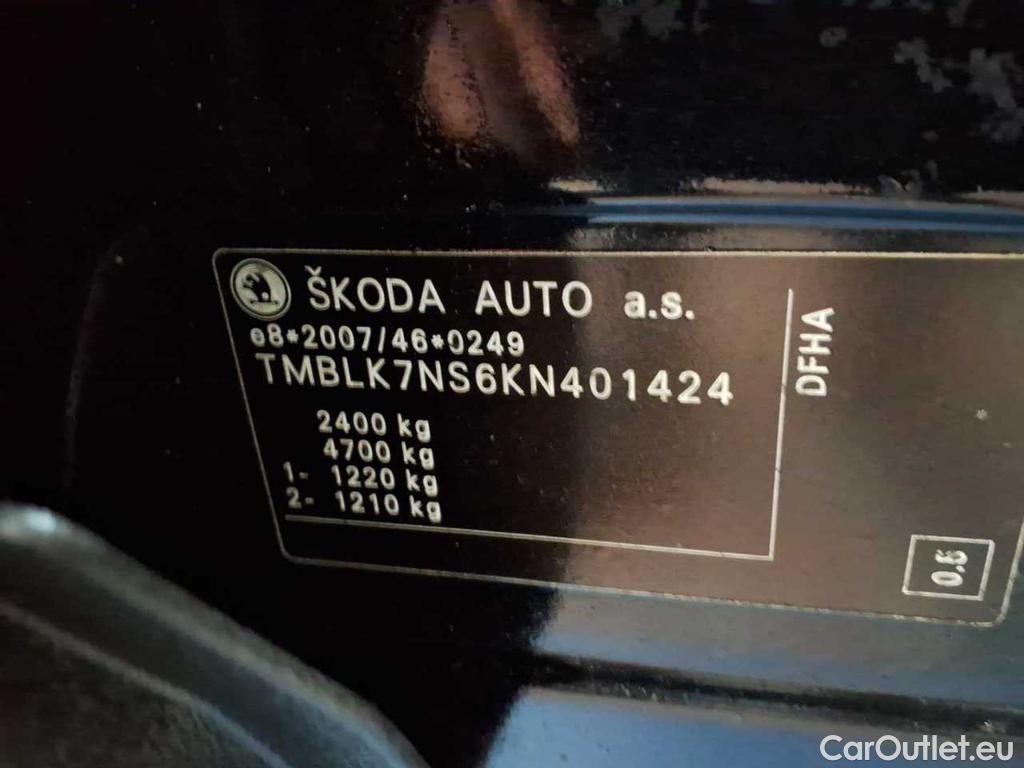 ŠKODA AUTO a.s.
e8*2007/46*0249
TMBLK7NS6KN401424
2400 kg
4700 kg
1- 1220 kg
2- 1210 kg
DFHA
0.6
CarOutlet.eu